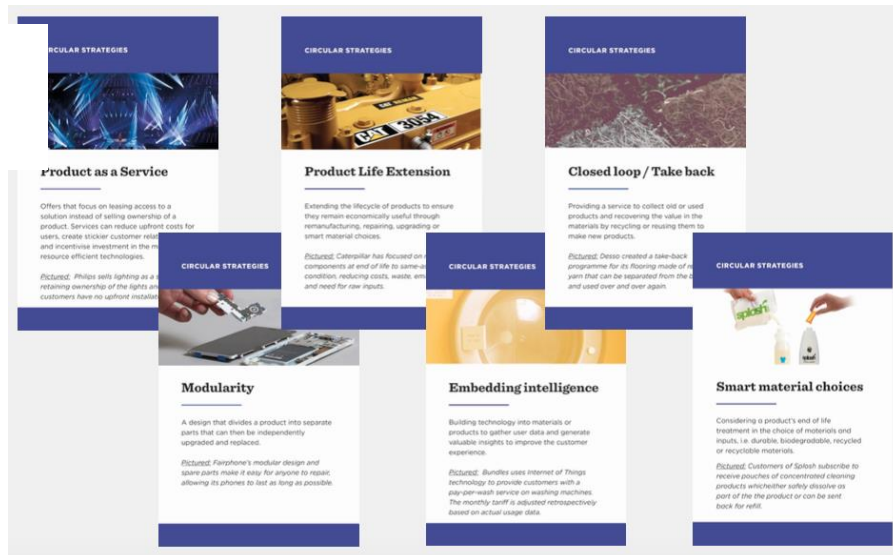 CIRCULAR STRATEGIES
Product as a Service
Offers that focus on leasing access to a
solution instead of selling ownership of a
product. Services can reduce upfront costs for
users, create stickier customer
and incentivise investment in the
resource efficient technologies.
Pictured: Philips sells lighting as a
retaining ownership of the lights
customers have no upfront
CIRCULAR STRATEGIES
CAT REMAN
CAT 3054
Product Life Extension
Extending the lifecycle of products to ensure
they remain economically useful through
remanufacturing, repairing, upgrading or
smart material choices.
Pictured: Caterpillar has focused on
components at end of life to
condition, reducing costs, waste,
and need for raw inputs.
CIRCULAR STRATEGIES
Closed loop / Take back
Providing a service to collect old or used
products and recovering the value in the
materials by recycling or reusing them to
make new products.
Pictured: Desso created a take-back
programme for its flooring made of
yarn that can be separated from the
and used over and over again.
CIRCULAR STRATEGIES
Modularity
A design that divides a product into separate
parts that can then be independently
upgraded and replaced.
Pictured: Fairphone's modular design and
spare parts make it easy for anyone to repair,
allowing its phones to last as long as possible.
CIRCULAR STRATEGIES
Embedding intelligence
Building technology into materials or
products to gather user data and generate
valuable insights to improve the customer
experience.
Pictured: Bundles uses Internet of Things
technology to provide customers with a
pay-per-wash service on washing machines.
The monthly tariff is adjusted retrospectively
based on actual usage data.
CIRCULAR STRATEGIES
splosh
splosh
Smart material choices
Considering a product's end of life
treatment in the choice of materials and
inputs, i.e. durable, biodegradable, recycled
or recyclable materials.
Pictured: Customers of Splosh subscribe to
receive pouches of concentrated cleaning
products whicheither safely dissolve as
part of the the product or can be sent
back for refill.